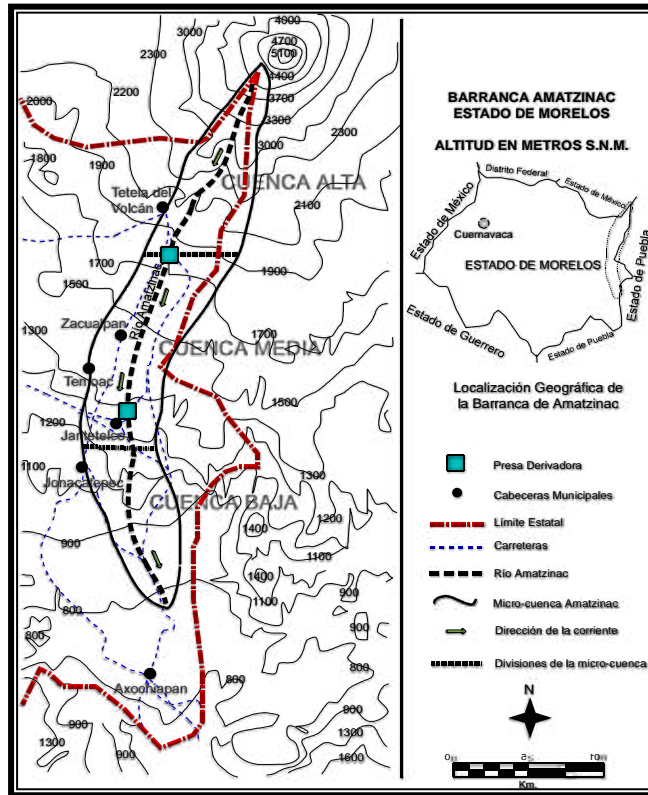 3000
4000
4700
5100
2300
4400
2200
3700
2000
3300
2300
3000
1800
1900
CUENCA ALTA
Tetela del
Volcán
2100
1700
1900
1500
Río Amatzinac
1300
Zacualpan
1700
CUENCA MEDIA
Temoac
1500
1200
Jantetelco
1100
1300
Jonacatepec
CUENCA BAJA
1200
1400
900
1100
1400
900
1100
800
900
800
800
800
Axochiapan
900
900
1300
900
1300
1600
BARRANCA AMATZINAC
ESTADO DE MORELOS
ALTITUD EN METROS S.N.M.
Distrito Federal
Estado de México
Estado de México
Cuernavaca
ESTADO DE MORELOS
Estado de Puebla
Estado de Guerrero
Estado de Puebla
Localización Geográfica de
la Barranca de Amatzinac
Presa Derivadora
Cabeceras Municipales
Límite Estatal
Carreteras
Río Amatzinac
Micro-cuenca Amatzinac
Dirección de la corriente
Divisiones de la micro-cuenca
N
0
5
10
Km.